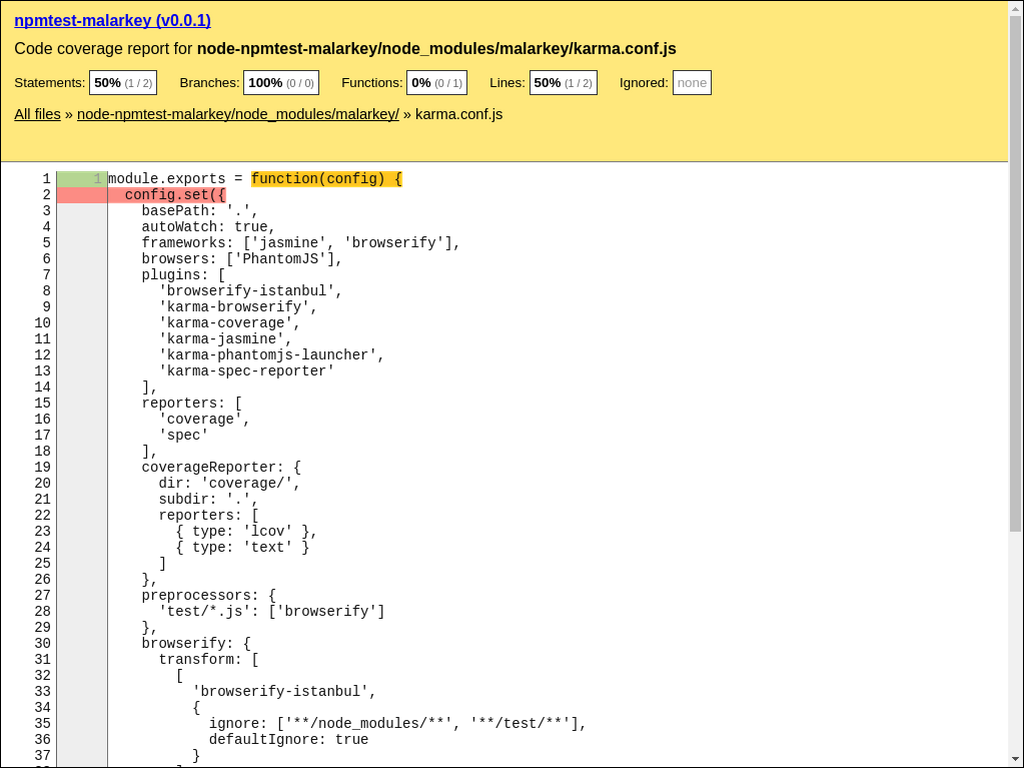 npmtest-malarkey (v0.0.1)
Code coverage report for node-npmtest-malarkey/node_modules/malarkey/karma.conf.js
Statements: 50% (1 / 2) Branches: 100% (0 / 0) Functions: 0% (0 / 1) Lines: 50% (1 / 2) Ignored: none
All files » node-npmtest-malarkey/node_modules/malarkey/ » karma.conf.js
1 1 module.exports = function(config) {
2   config.set({
3     basePath: '.',
4     autoWatch: true,
5     frameworks: ['jasmine', 'browserify'],
6     browsers: ['PhantomJS'],
7     plugins: [
8       'browserify-istanbul',
9       'karma-browserify',
10       'karma-coverage',
11       'karma-jasmine',
12       'karma-phantomjs-launcher',
13       'karma-spec-reporter'
14     ],
15     reporters: [
16       'coverage',
17       'spec'
18     ],
19     coverageReporter: {
20       dir: 'coverage/',
21       subdir: '.',
22       reporters: [
23         { type: 'lcov' },
24         { type: 'text' }
25       ]
26     },
27     preprocessors: {
28       'test/*.js': ['browserify']
29     },
30     browserify: {
31       transform: [
32         [
33           'browserify-istanbul',
34           {
35             ignore: ['**/node_modules/**', '**/test/**'],
36             defaultIgnore: true
37           }